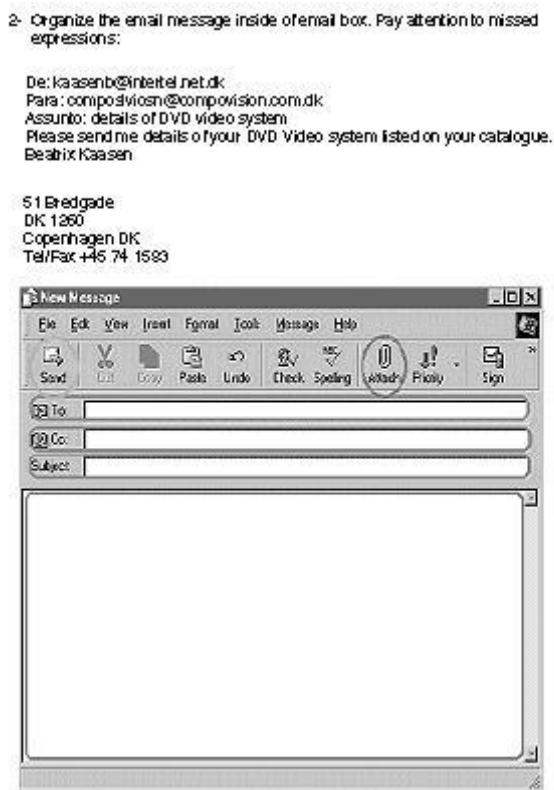 2- Organize the email message inside of email box. Pay attention to missed
expressions:
De: kaasenb@intertel.net.dk
Para: composiviosn@compovision.com.dk
Assunto: details of DVD video system
Please send me details of your DVD Video system listed on your catalogue.
Beatrix Kaasen
51 Bredgade
DK 1260
Copenhagen DK
Tel/Fax +45 74 1583
New Message
File Edit View Insert Format Tools Message Help
Send Cut Copy Paste Undo Check Spelling Attach Priority Sign
To:
Cc:
Subject: